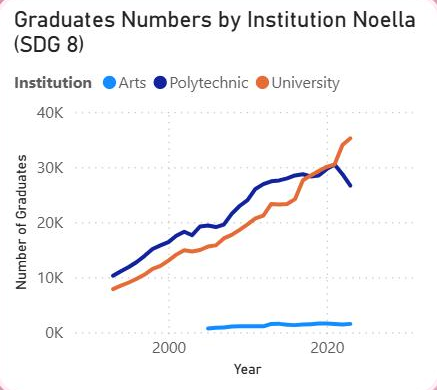 Graduates Numbers by Institution Noella
(SDG 8)
Institution Arts Polytechnic University
40K
30K
20K
10K
0K
Number of Graduates
2000 2020
Year